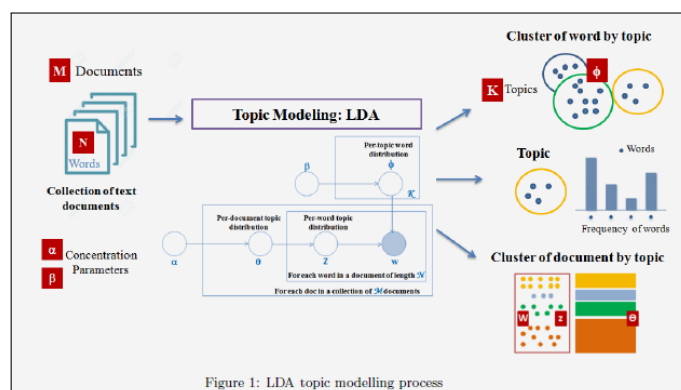 Cluster of word by topic
M Documents
K Topics
ϕ
Topic Modeling: LDA
N
Words
Per-topic word
distribution
β
ϕ
K
Topic
Words
Collection of text
documents
Per-document topic
distribution
Per-word topic
distribution
Frequency of words
α
Concentration
Parameters
β
α
θ
Z
w
For each word in a document of length N
For each doc in a collection of M documents
Cluster of document by topic
W
z
Θ
Figure 1: LDA topic modelling process